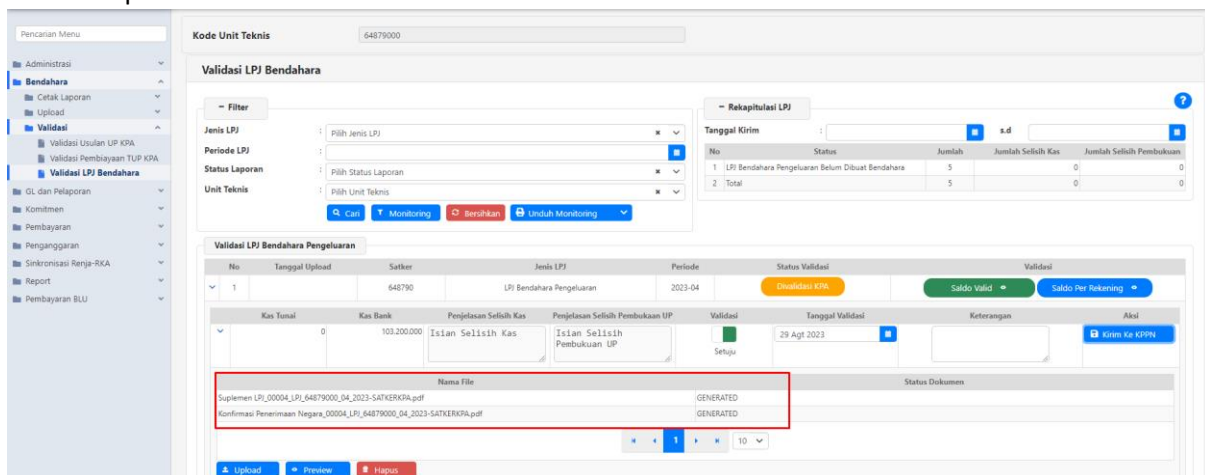 Pencarian Menu
Administrasi
Bendahara
Cetak Laporan
Upload
Validasi
Validasi Usulan UP KPA
Validasi Pembiayaan TUP KPA
Validasi LPJ Bendahara
GL dan Pelaporan
Komitmen
Pembayaran
Penganggaran
Sinkronisasi Renja-RKA
Report
Pembayaran BLU
Kode Unit Teknis 64879000
Validasi LPJ Bendahara
− Filter
Jenis LPJ : Pilih Jenis LPJ
Periode LPJ :
Status Laporan : Pilih Status Laporan
Unit Teknis : Pilih Unit Teknis
Cari Monitoring Bersihkan Unduh Monitoring
− Rekapitulasi LPJ
?
Tanggal Kirim : s.d
No Status Jumlah Jumlah Selisih Kas Jumlah Selisih Pembukuan
1 LPJ Bendahara Pengeluaran Belum Dibuat Bendahara 5 0 0
2 Total 5 0 0
Validasi LPJ Bendahara Pengeluaran
No Tanggal Upload Satker Jenis LPJ Periode Status Validasi Validasi
1 648790 LPJ Bendahara Pengeluaran 2023-04 Divalidasi KPA Saldo Valid Saldo Per Rekening
Kas Tunai Kas Bank Penjelasan Selisih Kas Penjelasan Selisih Pembukaan UP Validasi Tanggal Validasi Keterangan Aksi
0 103.200.000 Isian Selisih Kas Isian Selisih Pembukuan UP Setuju 29 Agt 2023 Kirim Ke KPPN
Nama File Status Dokumen
Suplemen LPJ_00004_LPJ_64879000_04_2023-SATKERKPA.pdf GENERATED
Konfirmasi Penerimaan Negara_00004_LPJ_64879000_04_2023-SATKERKPA.pdf GENERATED
1 10
Upload Preview Hapus